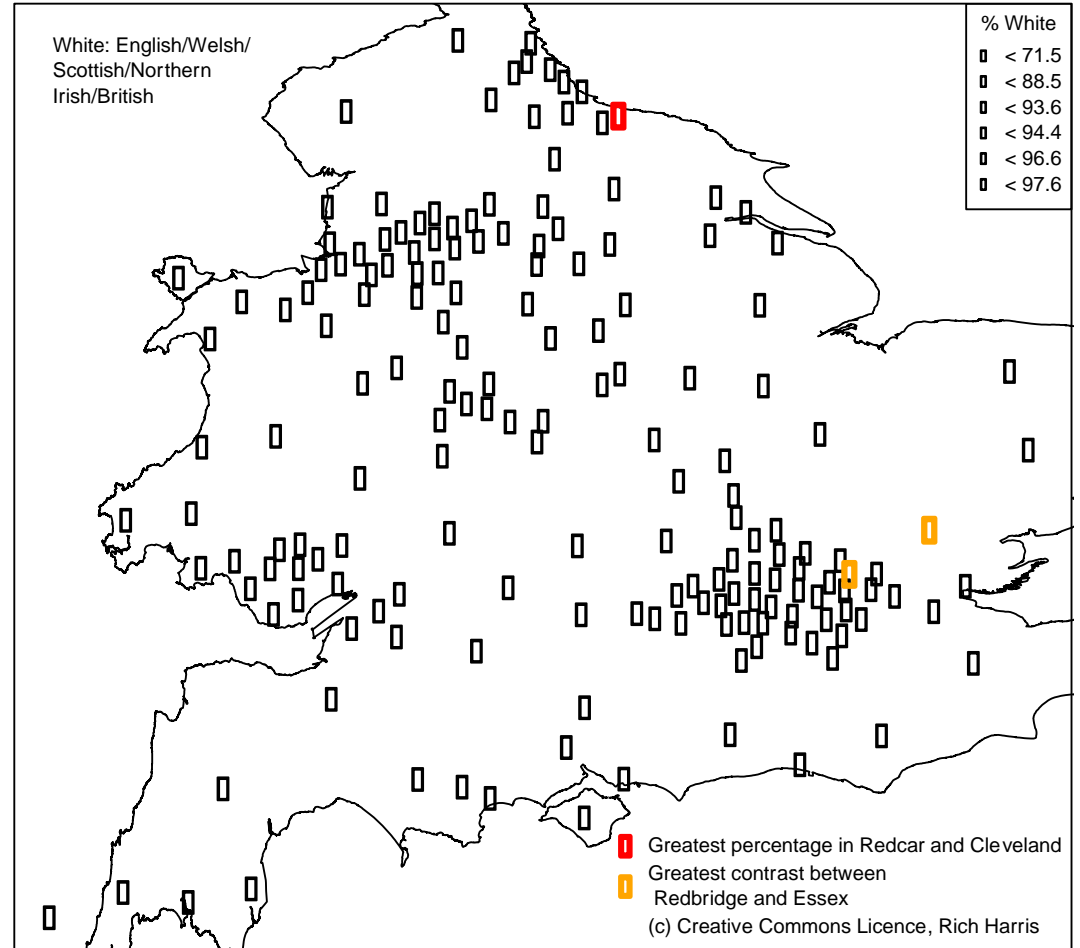 White: English/Welsh/
Scottish/Northern
Irish/British
% White
< 71.5
< 88.5
< 93.6
< 94.4
< 96.6
< 97.6
Greatest percentage in Redcar and Cleveland
Greatest contrast between
Redbridge and Essex
(c) Creative Commons Licence, Rich Harris